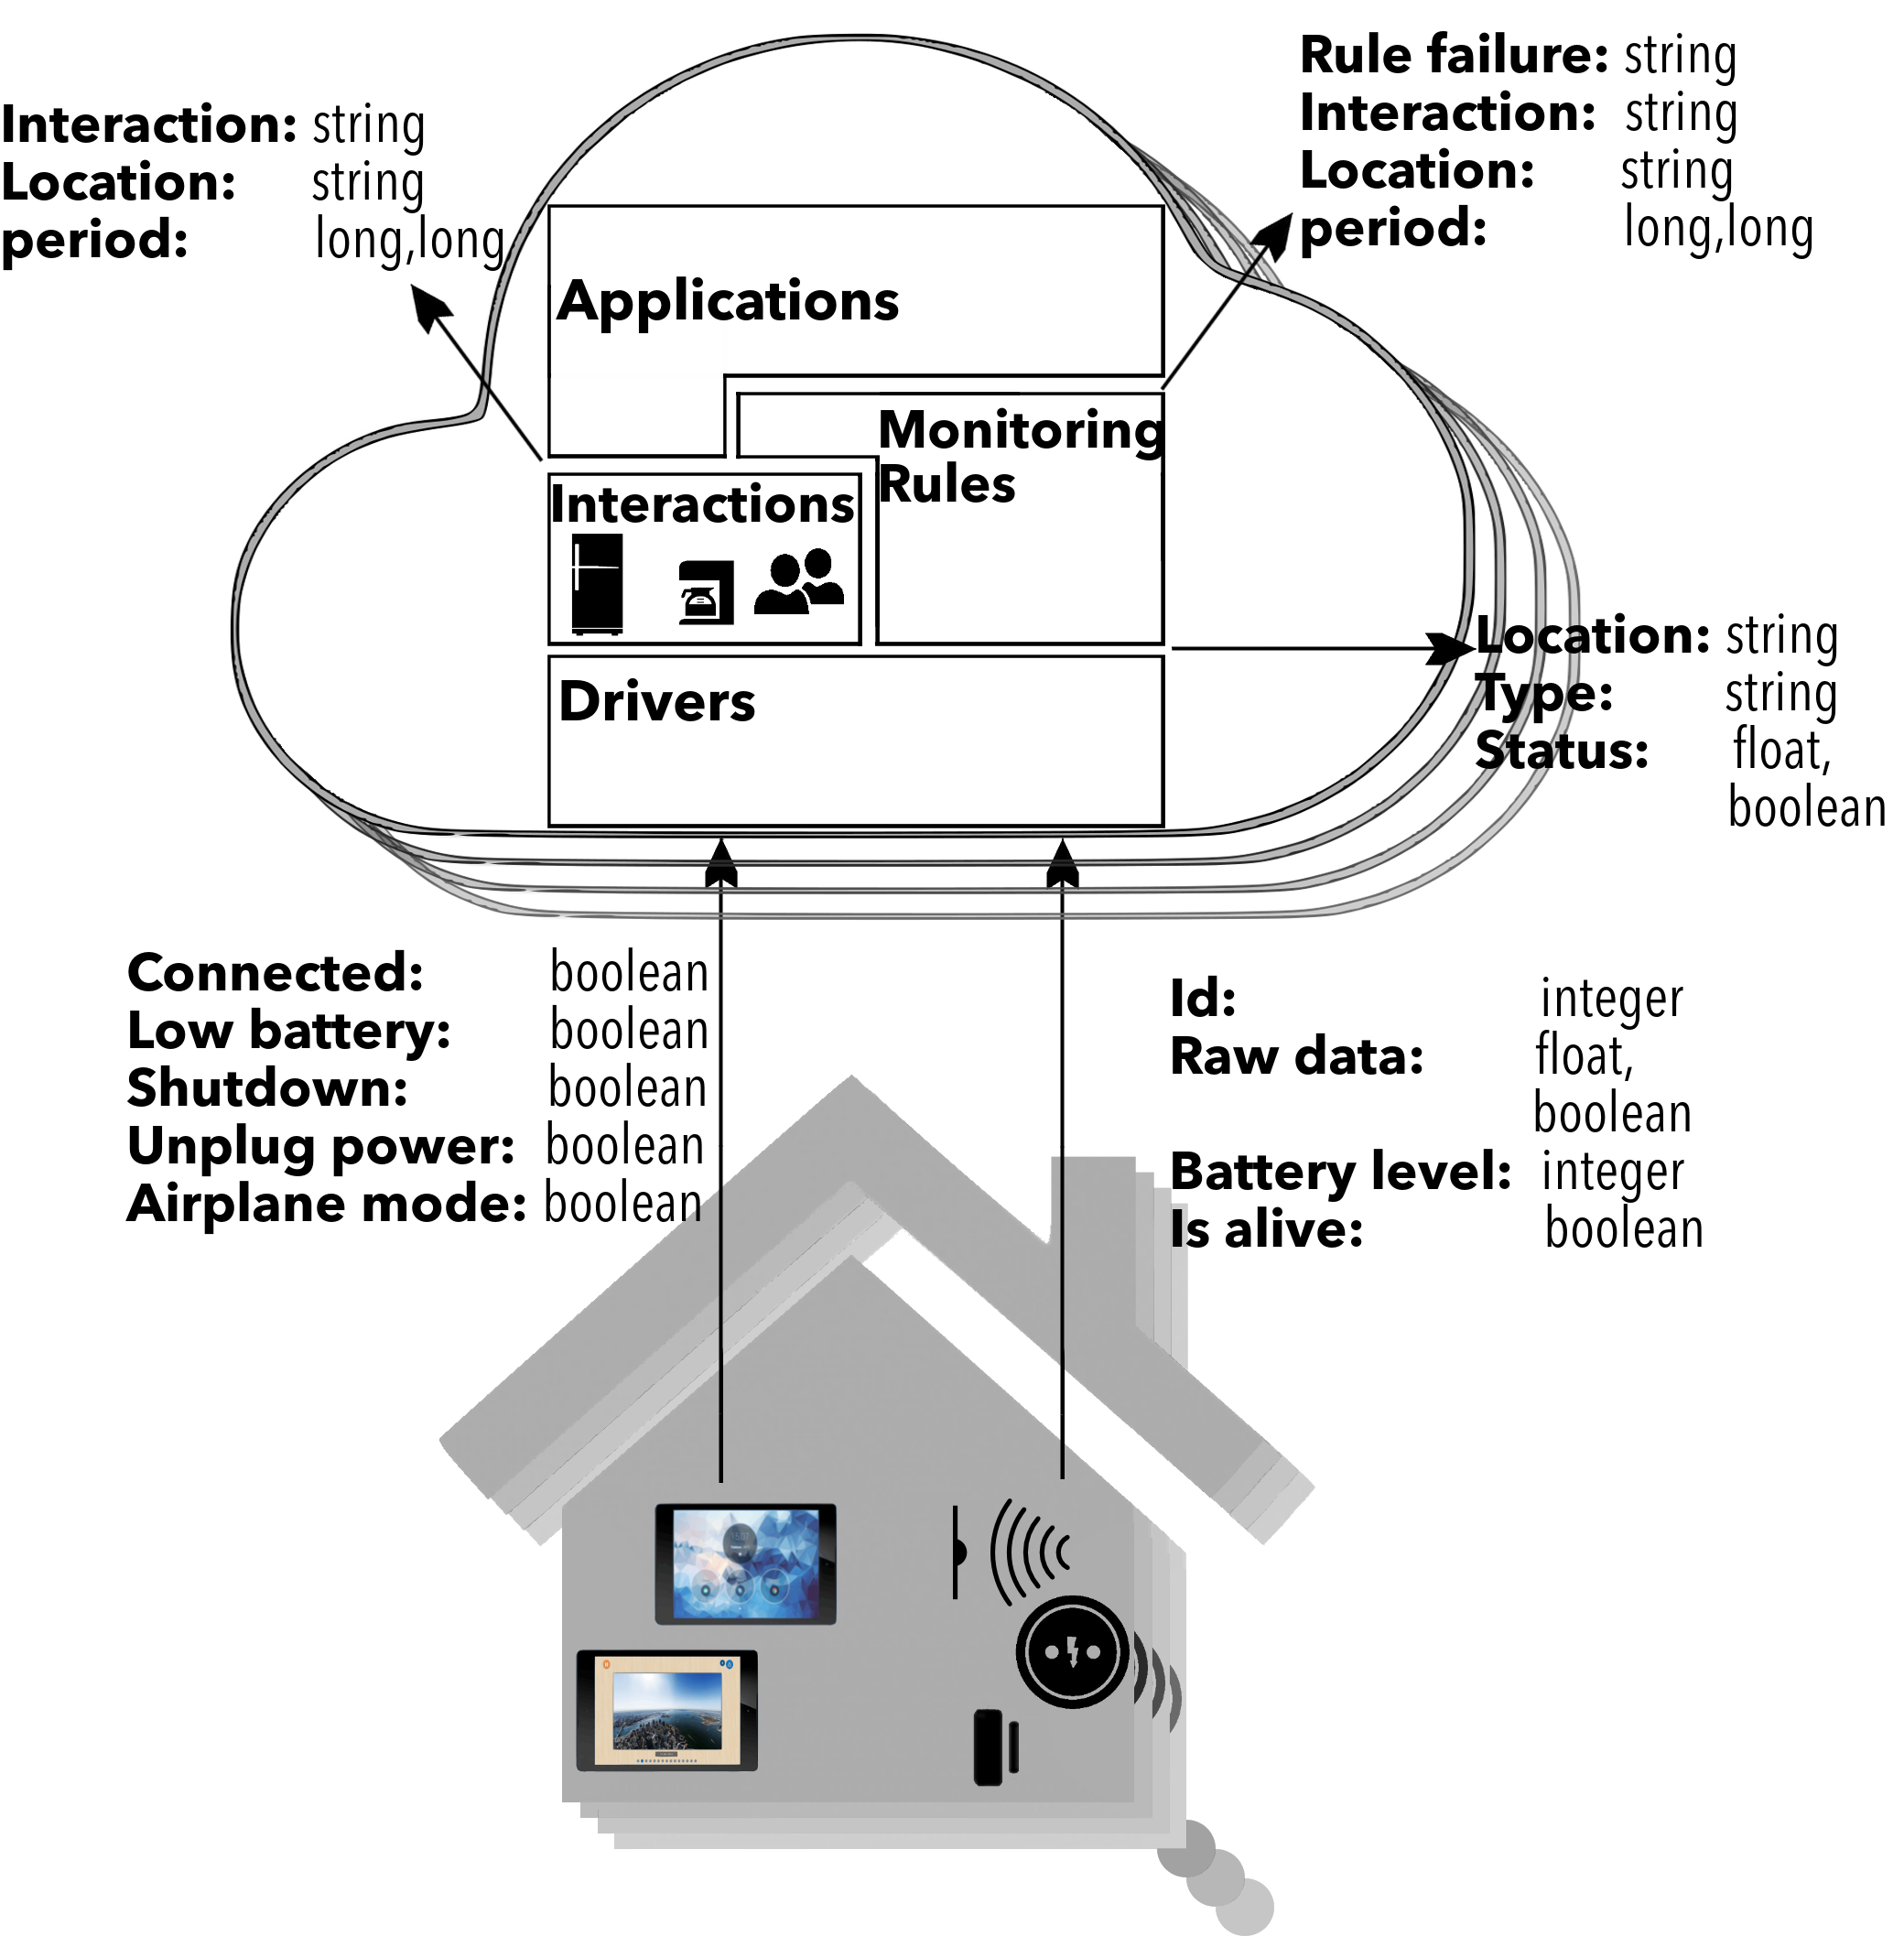 Rule failure: string
Interaction: string
Location: string
period: long,long
Interaction: string
Location: string
period: long,long
Applications
Monitoring
Rules
Interactions
Drivers
Location: string
Type: string
Status: float,
boolean
Connected: boolean
Low battery: boolean
Shutdown: boolean
Unplug power: boolean
Airplane mode: boolean
Id: integer
Raw data: float,
boolean
Battery level: integer
Is alive: boolean